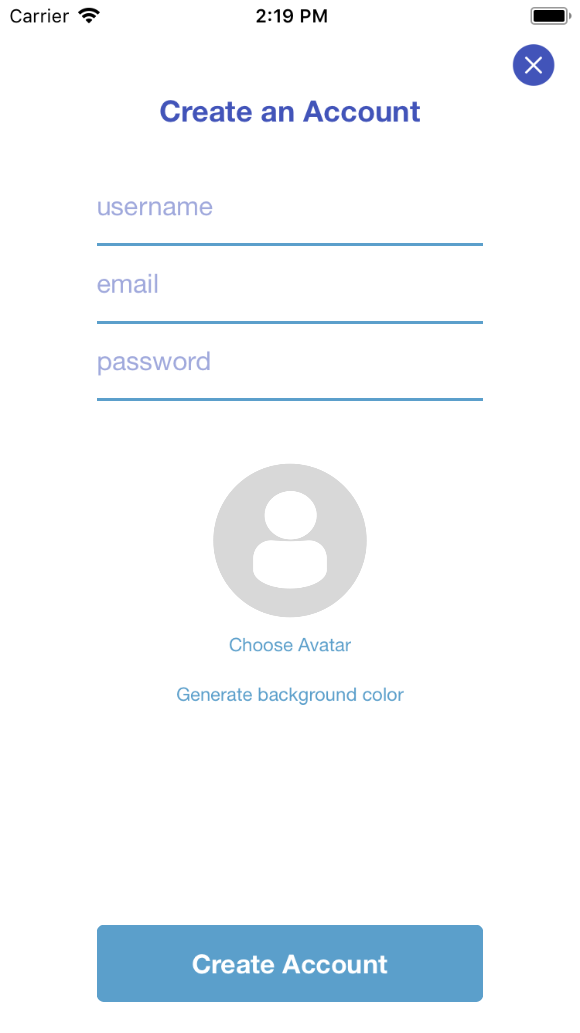 Carrier 2:19 PM
Create an Account
username
email
password
Choose Avatar
Generate background color
Create Account